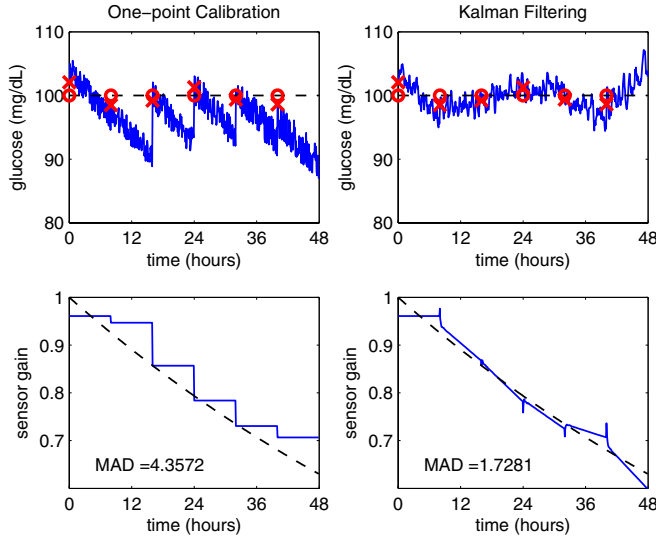 One−point Calibration
110
100
90
80
glucose (mg/dL)
0 12 24 36 48
time (hours)
Kalman Filtering
110
100
90
80
glucose (mg/dL)
0 12 24 36 48
time (hours)
1
0.9
0.8
0.7
sensor gain
MAD =4.3572
0 12 24 36 48
time (hours)
1
0.9
0.8
0.7
sensor gain
MAD =1.7281
0 12 24 36 48
time (hours)